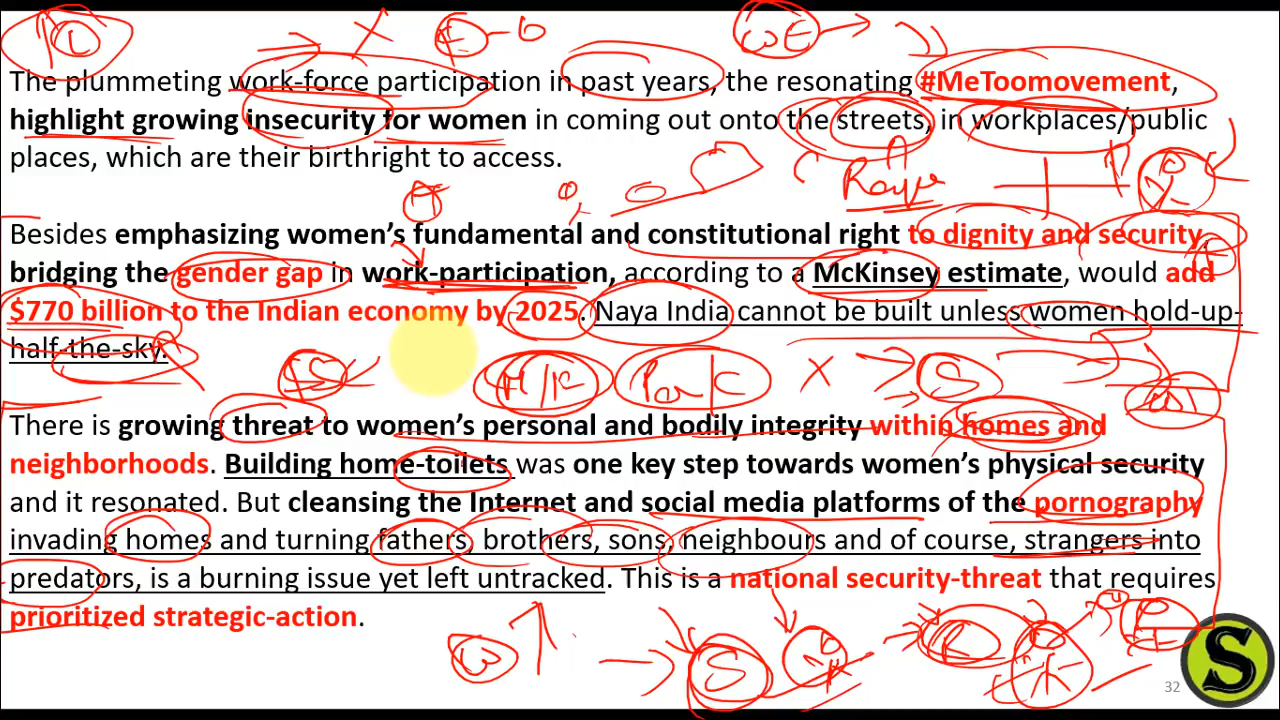 The plummeting work-force participation in past years, the resonating #MeToomovement,
highlight growing insecurity for women in coming out onto the streets, in workplaces/public
places, which are their birthright to access.
Rape
Besides emphasizing women's fundamental and constitutional right to dignity and security,
bridging the gender gap in work-participation, according to a McKinsey estimate, would add
$770 billion to the Indian economy by 2025. Naya India cannot be built unless women hold-up-
half-the-sky.
There is growing threat to women's personal and bodily integrity within homes and
neighborhoods. Building home-toilets was one key step towards women's physical security
and it resonated. But cleansing the Internet and social media platforms of the pornography
invading homes and turning fathers, brothers, sons, neighbours and of course, strangers into
predators, is a burning issue yet left untracked. This is a national security-threat that requires
prioritized strategic-action.
S
32